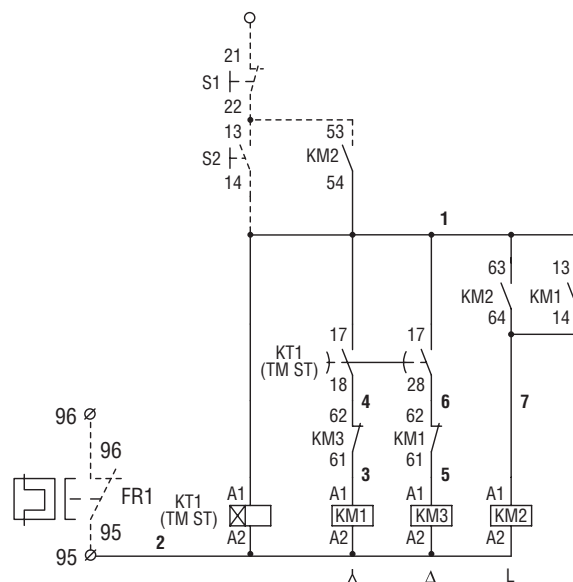 21
S1
22
13 53
S2 KM2
14 54
1
63 13
KM2 KM1
64 14
17 17
KT1
(TM ST)
18 28
96 4 6 7
96 62 62
KM3 KM1
61 61
FR1 3 5
KT1
(TM ST)
A1 A1 A1 A1
KM1 KM3 KM2
95 A2 A2 A2 A2
95 2
L